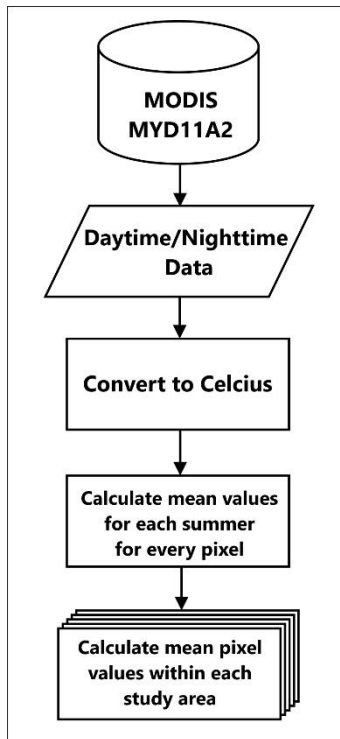 MODIS
MYD11A2
Daytime/Nighttime
Data
Convert to Celcius
Calculate mean values
for each summer
for every pixel
Calculate mean pixel
values within each
study area